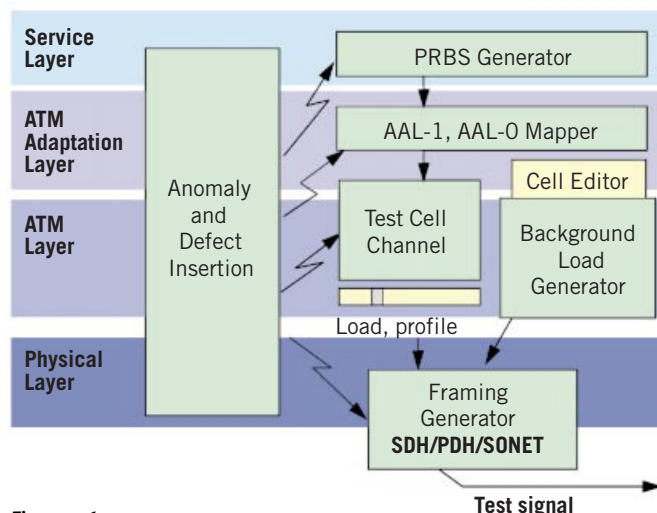 Service
Layer
PRBS Generator
ATM
Adaptation
Layer
AAL-1, AAL-0 Mapper
Anomaly
and
Defect
Insertion
Cell Editor
ATM
Layer
Test Cell
Channel
Background
Load
Generator
Load, profile
Physical
Layer
Framing
Generator
SDH/PDH/SONET
Test signal